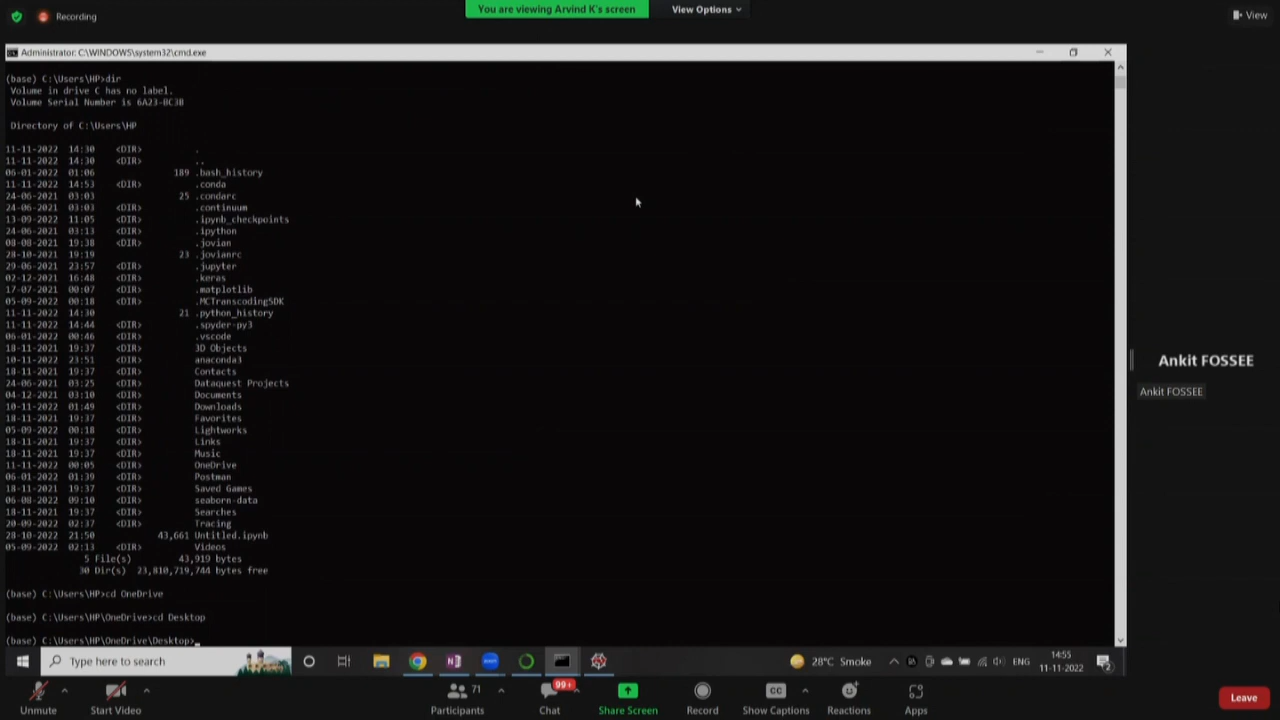 Recording
You are viewing Arvind K's screen
View Options
View
Administrator: C:\WINDOWS\system32\cmd.exe
(base) C:\Users\HP>dir
Volume in drive C has no label.
Volume Serial Number is 6A23-8C3B
Directory of C:\Users\HP
11-11-2022 14:30 <DIR> .
11-11-2022 14:30 <DIR> ..
06-01-2022 01:06 189 .bash_history
11-11-2022 14:53 <DIR> .conda
24-06-2021 03:03 25 .condarc
24-06-2021 03:03 <DIR> .continuum
13-09-2022 11:05 <DIR> .ipynb_checkpoints
24-06-2021 03:13 <DIR> .ipython
08-08-2021 19:38 <DIR> .jovian
28-10-2021 19:19 23 .jovianrc
29-06-2021 23:57 <DIR> .jupyter
02-12-2021 16:48 <DIR> .keras
17-07-2021 00:07 <DIR> .matplotlib
05-09-2022 00:18 <DIR> .MCTranscodingSDK
11-11-2022 14:30 21 .python_history
11-11-2022 14:44 <DIR> .spyder-py3
06-01-2022 00:46 <DIR> .vscode
18-11-2021 19:37 <DIR> 3D Objects
10-11-2022 23:51 <DIR> anaconda3
18-11-2021 19:37 <DIR> Contacts
24-06-2021 03:25 <DIR> Dataquest Projects
04-12-2021 03:10 <DIR> Documents
10-11-2022 01:49 <DIR> Downloads
18-11-2021 19:37 <DIR> Favorites
05-09-2022 00:18 <DIR> Lightworks
18-11-2021 19:37 <DIR> Links
18-11-2021 19:37 <DIR> Music
11-11-2022 00:05 <DIR> OneDrive
06-01-2022 01:39 <DIR> Postman
18-11-2021 19:37 <DIR> Saved Games
06-08-2022 09:10 <DIR> seaborn-data
18-11-2021 19:37 <DIR> Searches
20-09-2022 02:37 <DIR> Tracing
28-10-2022 21:50 43,661 Untitled.ipynb
05-09-2022 02:13 <DIR> Videos
5 File(s) 43,919 bytes
30 Dir(s) 23,810,719,744 bytes free
(base) C:\Users\HP>cd OneDrive
(base) C:\Users\HP\OneDrive>cd Desktop
(base) C:\Users\HP\OneDrive\Desktop>
Ankit FOSSEE
Ankit FOSSEE
Type here to search
28°C Smoke
ENG
14:55
11-11-2022
2
Unmute
Start Video
71
Participants
99+
Chat
Share Screen
Record
CC
Show Captions
Reactions
Apps
Leave